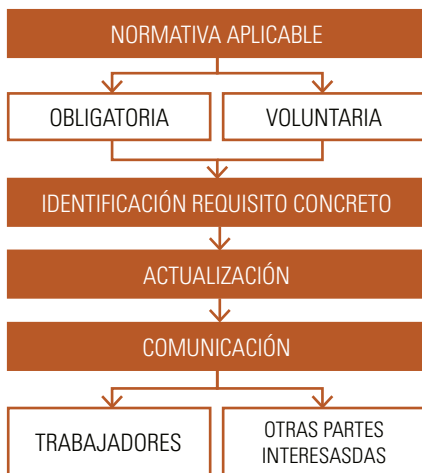 NORMATIVA APLICABLE
OBLIGATORIA
VOLUNTARIA
IDENTIFICACIÓN REQUISITO CONCRETO
ACTUALIZACIÓN
COMUNICACIÓN
TRABAJADORES
OTRAS PARTES
INTERESASDAS